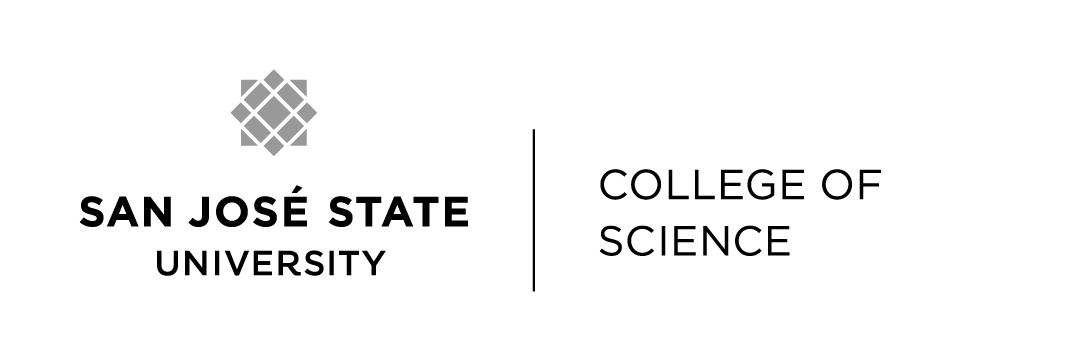 SAN JOSÉ STATE
UNIVERSITY
COLLEGE OF
SCIENCE